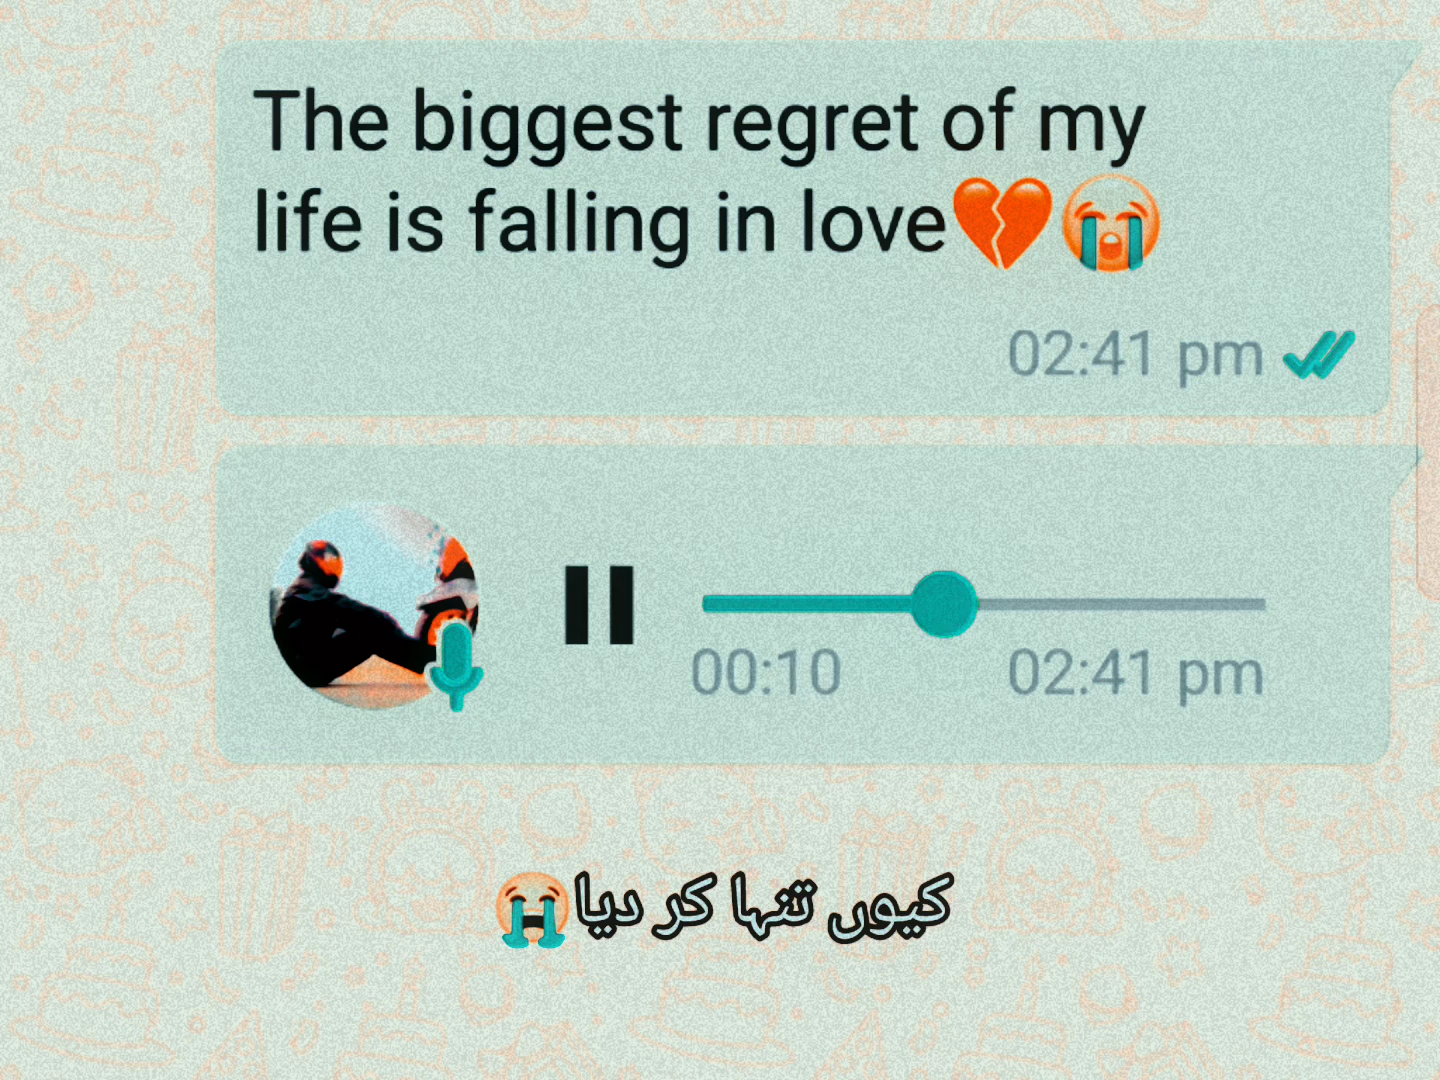 The biggest regret of my
life is falling in love💔😭
02:41 pm
00:10
02:41 pm
کیوں تنہا کر دیا😭